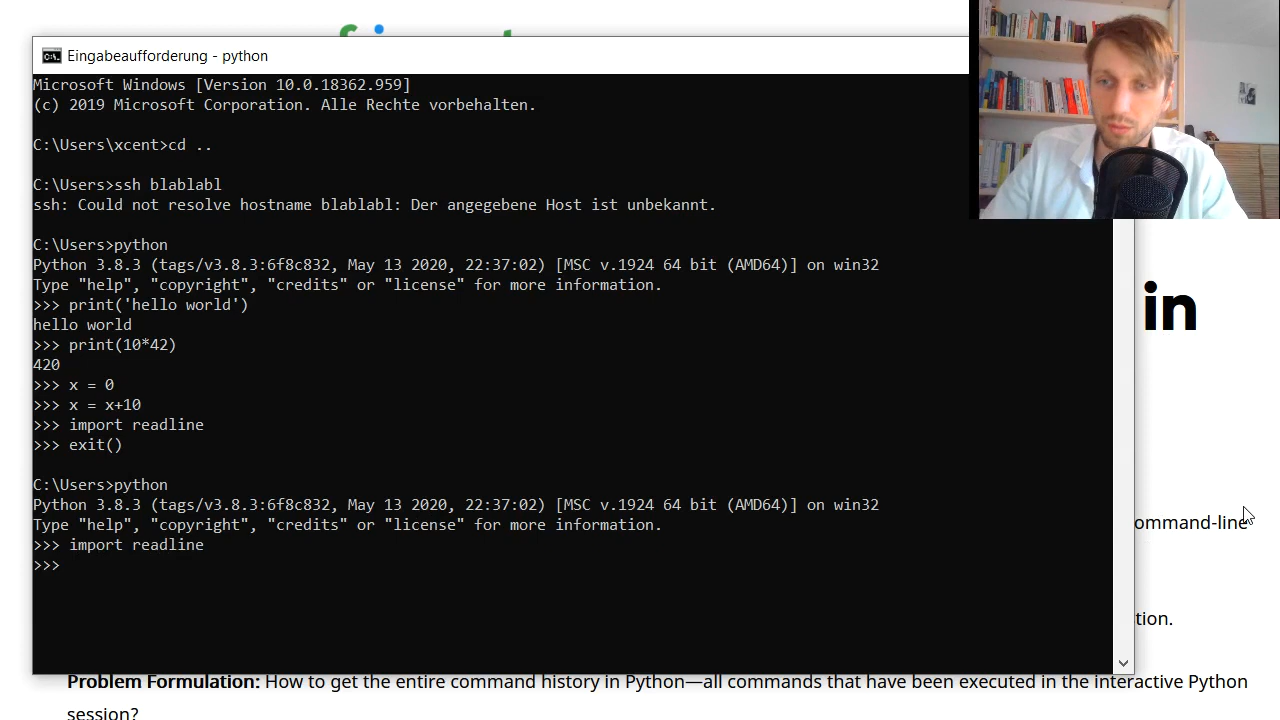 Eingabeaufforderung - python
Microsoft Windows [Version 10.0.18362.959]
(c) 2019 Microsoft Corporation. Alle Rechte vorbehalten.
C:\Users\xcent>cd ..
C:\Users>ssh blablabl
ssh: Could not resolve hostname blablabl: Der angegebene Host ist unbekannt.
C:\Users>python
Python 3.8.3 (tags/v3.8.3:6f8c832, May 13 2020, 22:37:02) [MSC v.1924 64 bit (AMD64)] on win32
Type "help", "copyright", "credits" or "license" for more information.
>>> print('hello world')
hello world
>>> print(10*42)
420
>>> x = 0
>>> x = x+10
>>> import readline
>>> exit()
C:\Users>python
Python 3.8.3 (tags/v3.8.3:6f8c832, May 13 2020, 22:37:02) [MSC v.1924 64 bit (AMD64)] on win32
Type "help", "copyright", "credits" or "license" for more information.
>>> import readline
>>>
in
ommand-line
tion.
Problem Formulation: How to get the entire command history in Python—all commands that have been executed in the interactive Python
session?